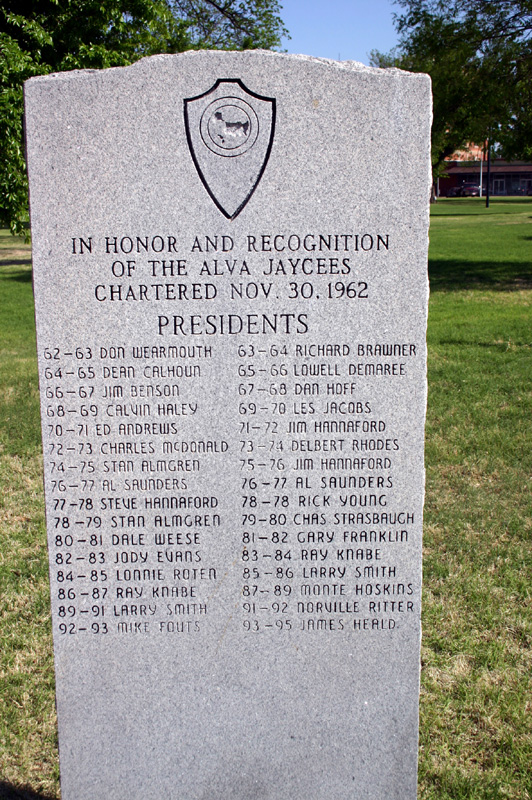 IN HONOR AND RECOGNITION
OF THE ALVA JAYCEES
CHARTERED NOV. 30, 1962
PRESIDENTS
62-63 DON WEARMOUTH 63-64 RICHARD BRAWNER
64-65 DEAN CALHOUN 65-66 LOWELL DEMAREE
66-67 JIM BENSON 67-68 DAN HOFF
68-69 CALVIN HALEY 69-70 LES JACOBS
70-71 ED ANDREWS 71-72 JIM HANNAFORD
72-73 CHARLES MCDONALD 73-74 DELBERT RHODES
74-75 STAN ALMGREN 75-76 JIM HANNAFORD
76-77 AL SAUNDERS 76-77 AL SAUNDERS
77-78 STEVE HANNAFORD 78-78 RICK YOUNG
78-79 STAN ALMGREN 79-80 CHAS STRASBAUGH
80-81 DALE WEESE 81-82 GARY FRANKLIN
82-83 JODY EVANS 83-84 RAY KNABE
84-85 LONNIE ROTEN 85-86 LARRY SMITH
86-87 RAY KNABE 87-89 MONTE HOSKINS
89-91 LARRY SMITH 91-92 NORVILLE RITTER
92-93 MIKE FOUTS 93-95 JAMES HEALD